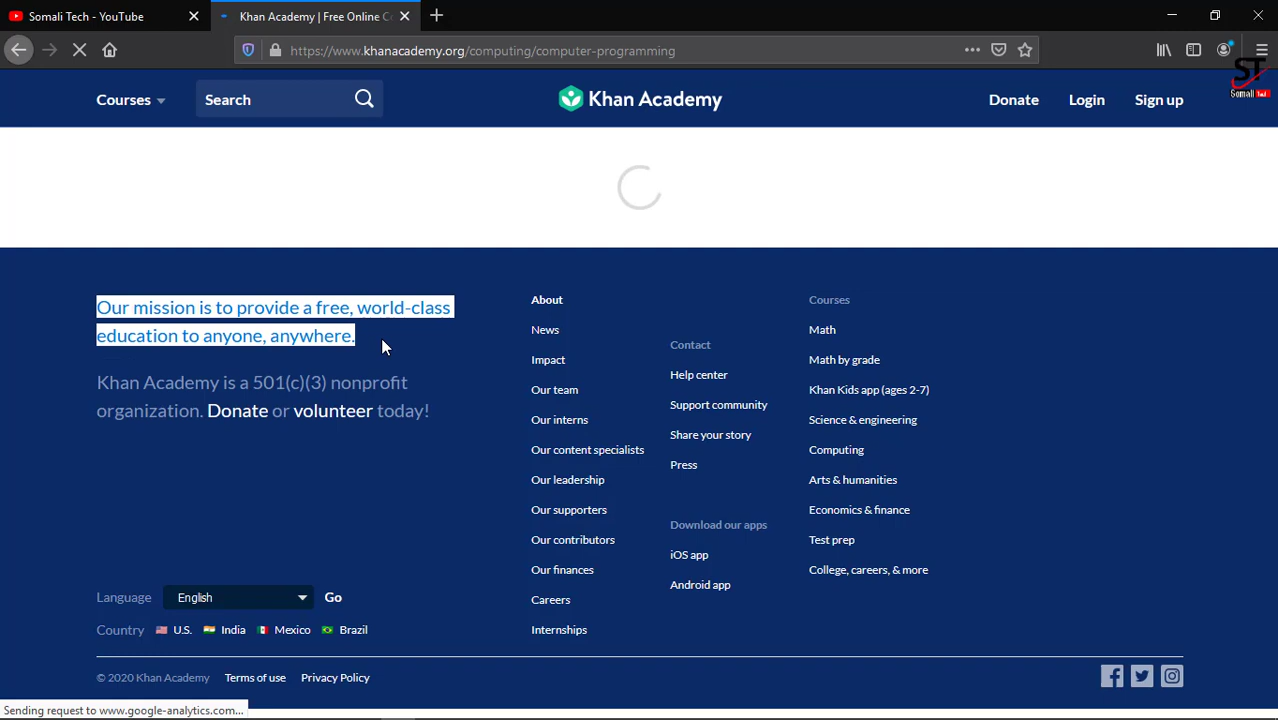 Somali Tech - YouTube
Khan Academy | Free Online C
https://www.khanacademy.org/computing/computer-programming
ST
Somali
Courses
Search
Khan Academy
Donate
Login
Sign up
Our mission is to provide a free, world-class
education to anyone, anywhere.
Khan Academy is a 501(c)(3) nonprofit
organization. Donate or volunteer today!
About
News
Impact
Our team
Our interns
Our content specialists
Our leadership
Our supporters
Our contributors
Our finances
Careers
Internships
Contact
Help center
Support community
Share your story
Press
Download our apps
iOS app
Android app
Courses
Math
Math by grade
Khan Kids app (ages 2-7)
Science & engineering
Computing
Arts & humanities
Economics & finance
Test prep
College, careers, & more
Language English Go
Country U.S. India Mexico Brazil
© 2020 Khan Academy Terms of use Privacy Policy
Sending request to www.google-analytics.com...